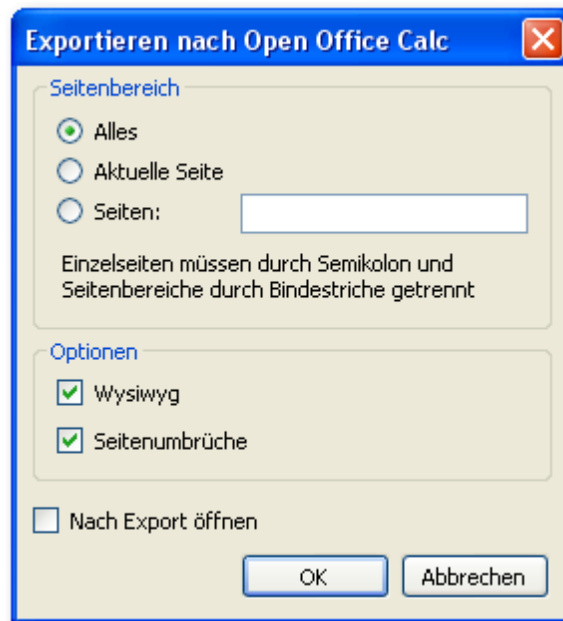 Exportieren nach Open Office Calc
Seitenbereich
Alles
Aktuelle Seite
Seiten:
Einzelseiten müssen durch Semikolon und
Seitenbereiche durch Bindestriche getrennt
Optionen
Wysiwyg
Seitenumbrüche
Nach Export öffnen
OK Abbrechen